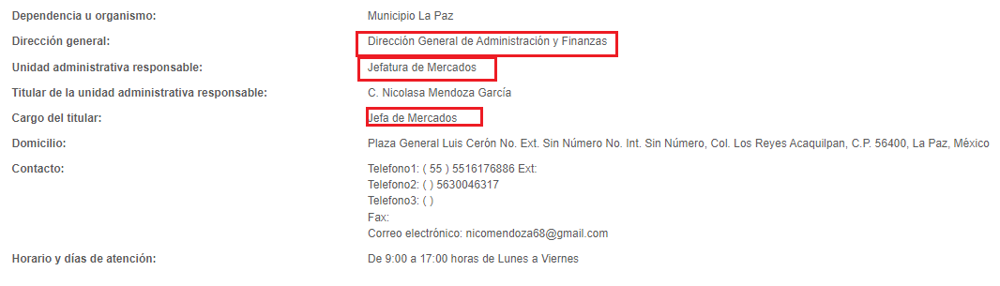 Dependencia u organismo: Municipio La Paz
Dirección general: Dirección General de Administración y Finanzas
Unidad administrativa responsable: Jefatura de Mercados
Titular de la unidad administrativa responsable: C. Nicolasa Mendoza García
Cargo del titular: Jefa de Mercados
Domicilio: Plaza General Luis Cerón No. Ext. Sin Número No. Int. Sin Número, Col. Los Reyes Acaquilpan, C.P. 56400, La Paz, México
Contacto: Telefono1: ( 55 ) 5516176886 Ext:
Telefono2: ( ) 5630046317
Telefono3: ( )
Fax:
Correo electrónico: nicomendoza68@gmail.com
Horario y días de atención: De 9:00 a 17:00 horas de Lunes a Viernes